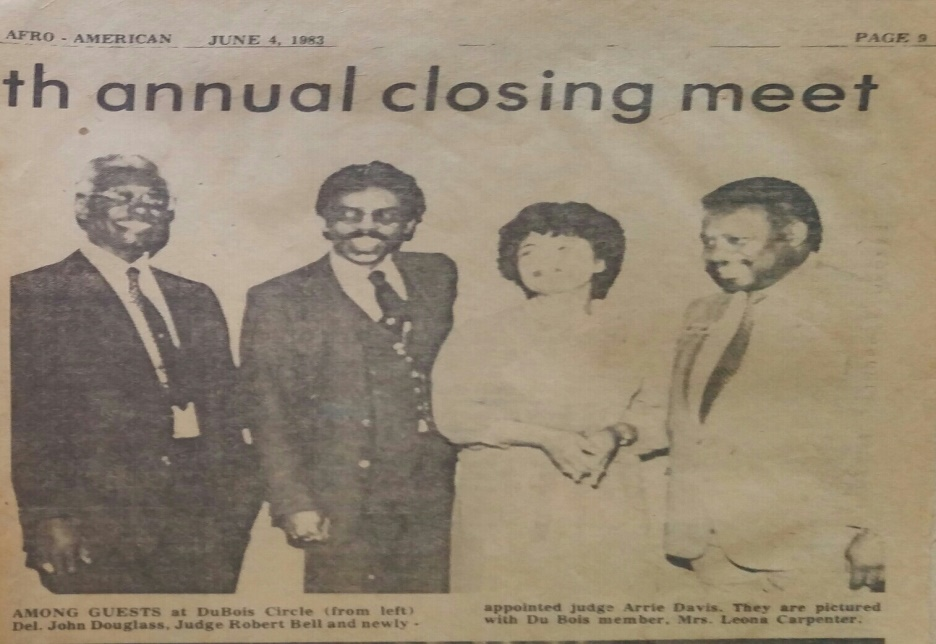 AFRO - AMERICAN JUNE 4, 1983 PAGE 9
th annual closing meet
AMONG GUESTS at DuBois Circle (from left)
Del. John Douglass, Judge Robert Bell and newly -
appointed judge Arrie Davis. They are pictured
with Du Bois member, Mrs. Leona Carpenter.